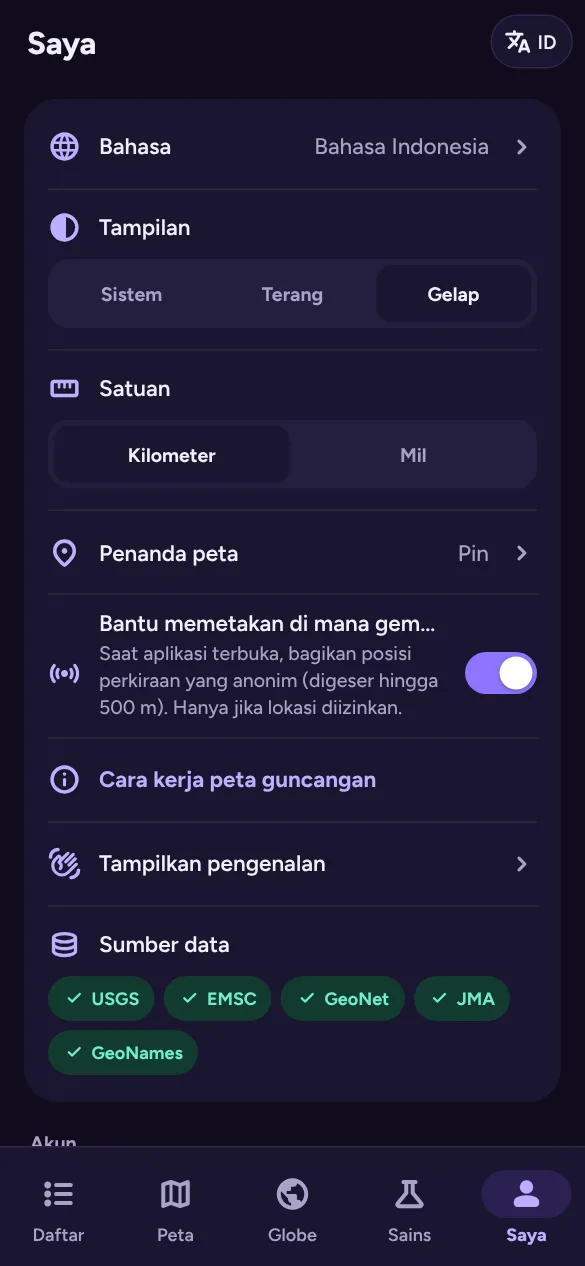 Saya
ID
Bahasa
Bahasa Indonesia
Tampilan
Sistem
Terang
Gelap
Satuan
Kilometer
Mil
Penanda peta
Pin
Bantu memetakan di mana gem...
Saat aplikasi terbuka, bagikan posisi
perkiraan yang anonim (digeser hingga
500 m). Hanya jika lokasi diizinkan.
Cara kerja peta guncangan
Tampilkan pengenalan
Sumber data
USGS
EMSC
GeoNet
JMA
GeoNames
Akun
Daftar
Peta
Globe
Sains
Saya